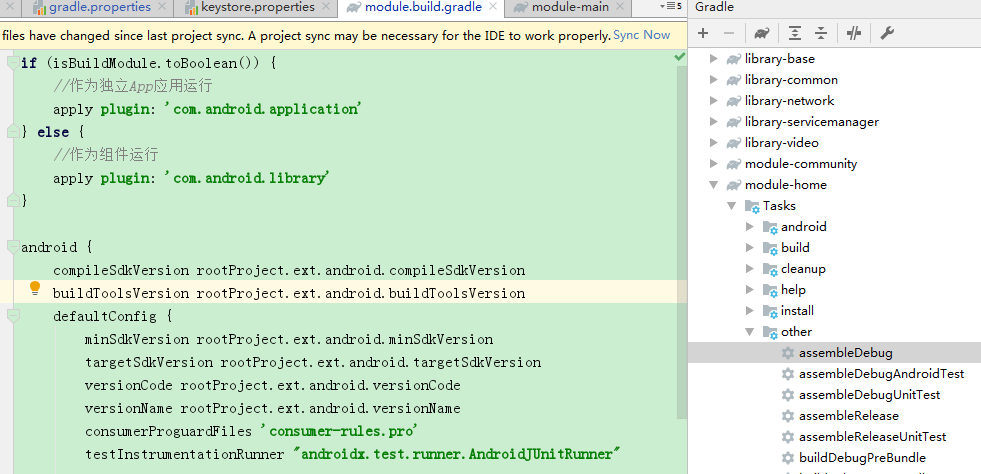 gradle.properties
keystore.properties
module.build.gradle
module-main
5
Gradle
files have changed since last project sync. A project sync may be necessary for the IDE to work properly. Sync Now
if (isBuildModule.toBoolean()) {
//作为独立App应用运行
apply plugin: 'com.android.application'
} else {
//作为组件运行
apply plugin: 'com.android.library'
}
android {
compileSdkVersion rootProject.ext.android.compileSdkVersion
buildToolsVersion rootProject.ext.android.buildToolsVersion
defaultConfig {
minSdkVersion rootProject.ext.android.minSdkVersion
targetSdkVersion rootProject.ext.android.targetSdkVersion
versionCode rootProject.ext.android.versionCode
versionName rootProject.ext.android.versionName
consumerProguardFiles 'consumer-rules.pro'
testInstrumentationRunner "androidx.test.runner.AndroidJUnitRunner"
library-base
library-common
library-network
library-servicemanager
library-video
module-community
module-home
Tasks
android
build
cleanup
help
install
other
assembleDebug
assembleDebugAndroidTest
assembleDebugUnitTest
assembleRelease
assembleReleaseUnitTest
buildDebugPreBundle